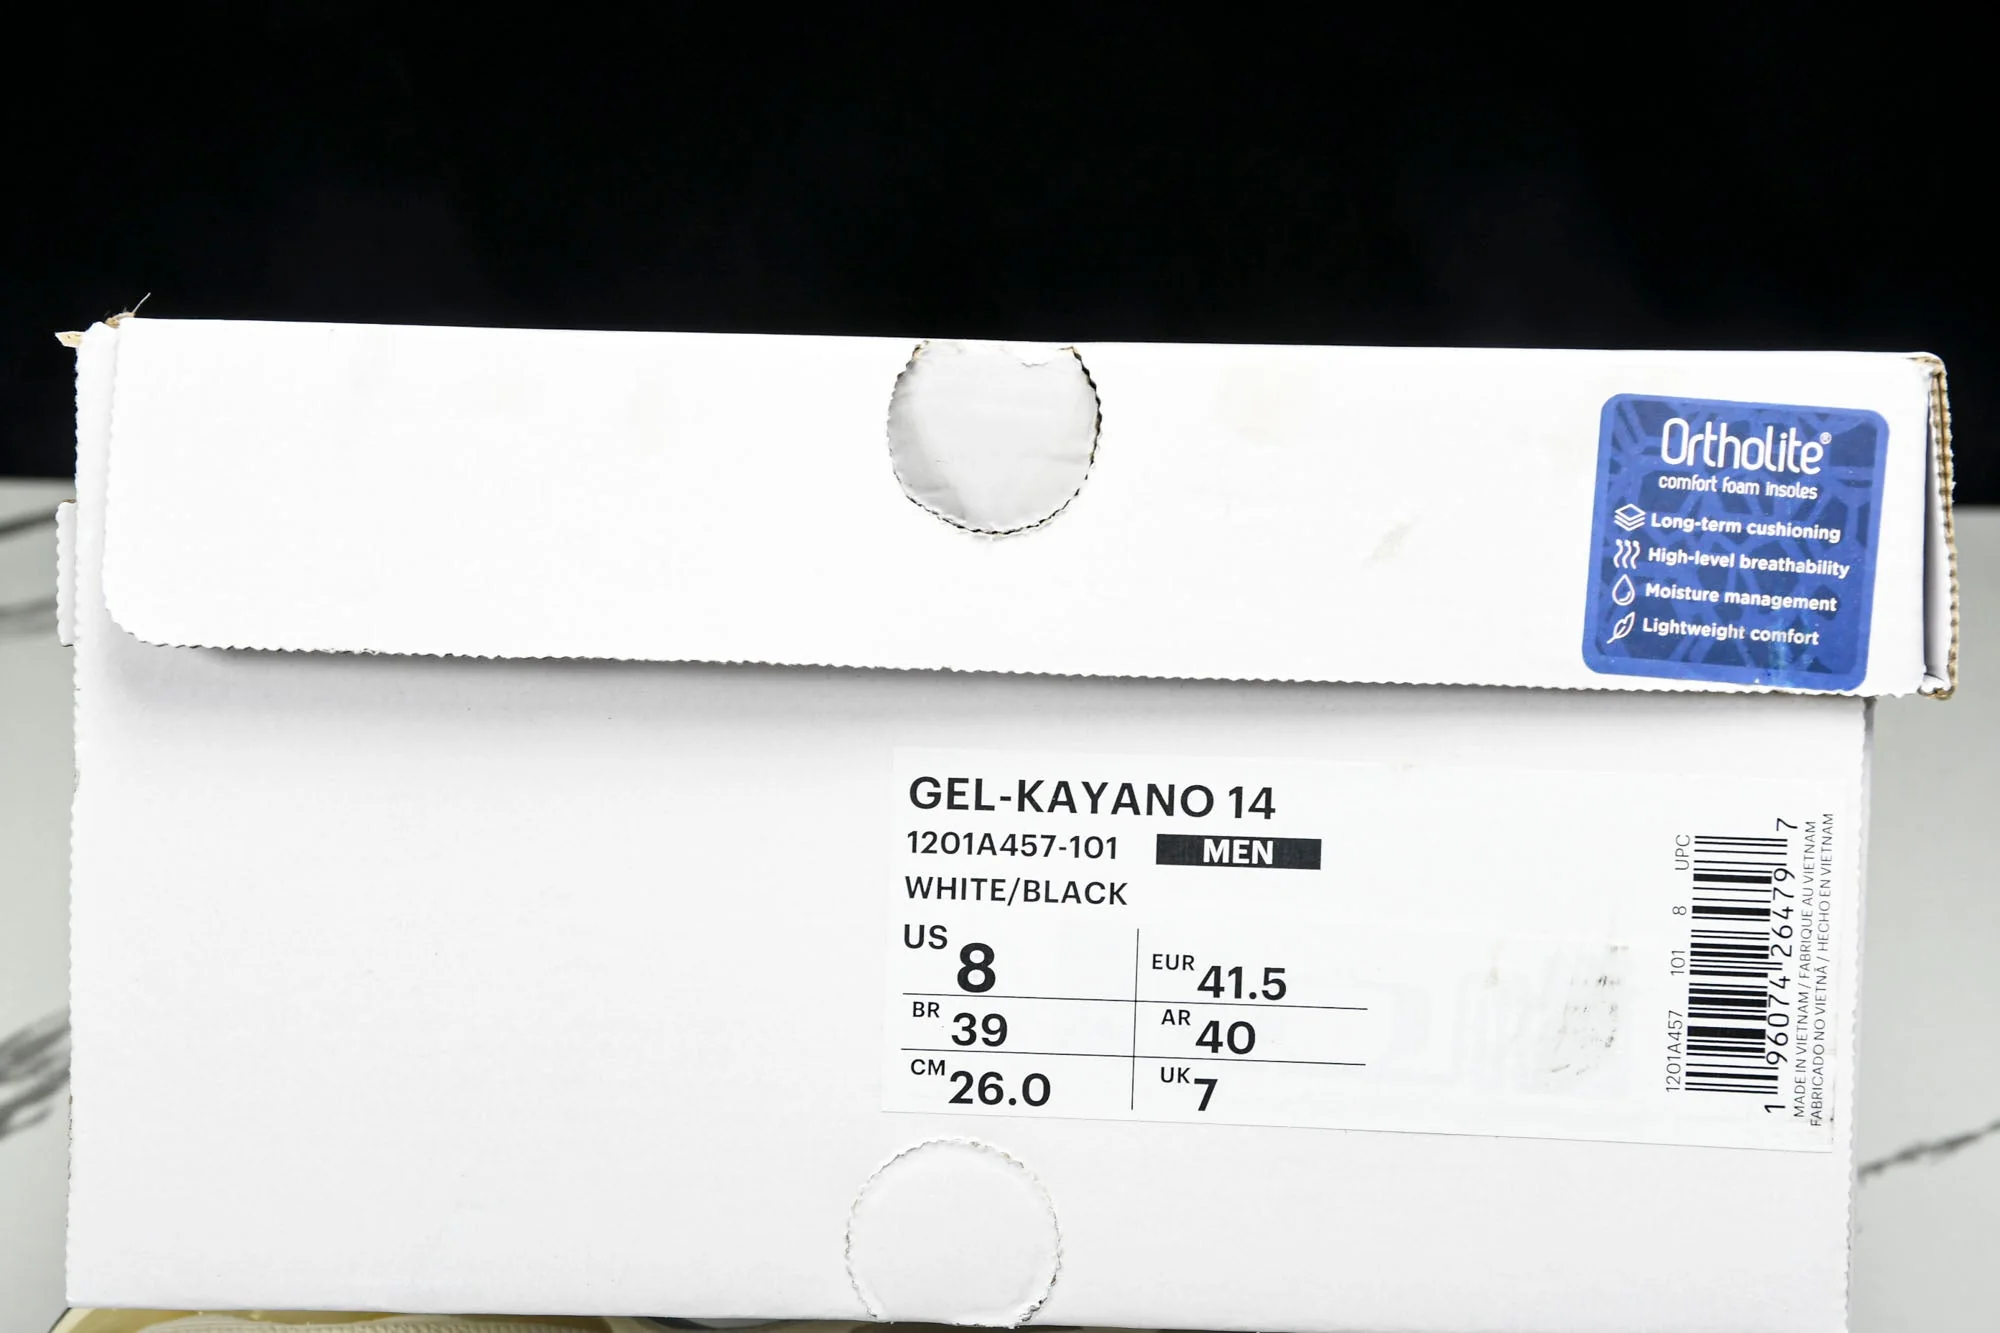 Ortholite®
comfort foam insoles
Long-term cushioning
High-level breathability
Moisture management
Lightweight comfort
GEL-KAYANO 14
1201A457-101 MEN
WHITE/BLACK
US 8 EUR 41.5
BR 39 AR 40
CM 26.0 UK 7
1201A457 101 8 UPC
1 96074 26479 7
MADE IN VIETNAM / FABRIQUE AU VIETNAM
FABRICADO NO VIETNÃ / HECHO EN VIETNAM